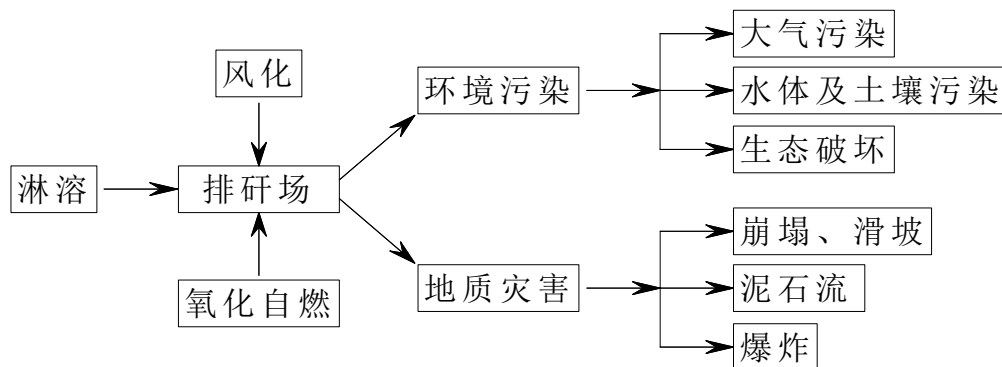 大气污染
风化
环境污染
水体及土壤污染
生态破坏
淋溶
排矸场
崩塌、滑坡
氧化自燃
地质灾害
泥石流
爆炸